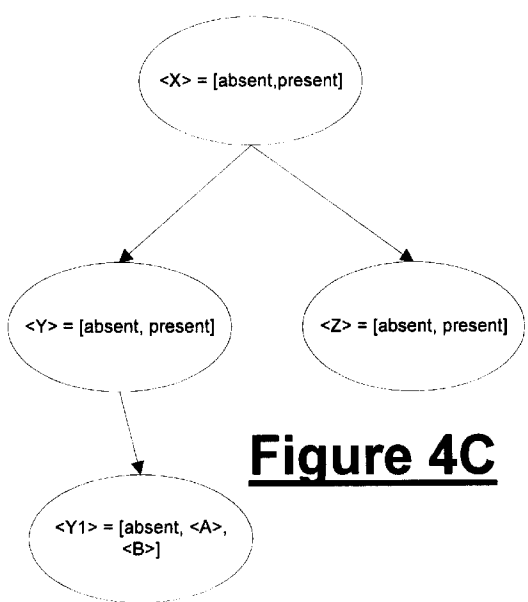 <X> = [absent,present]
<Y> = [absent, present]
<Z> = [absent, present]
Figure 4C
<Y1> = [absent, <A>,
<B>]